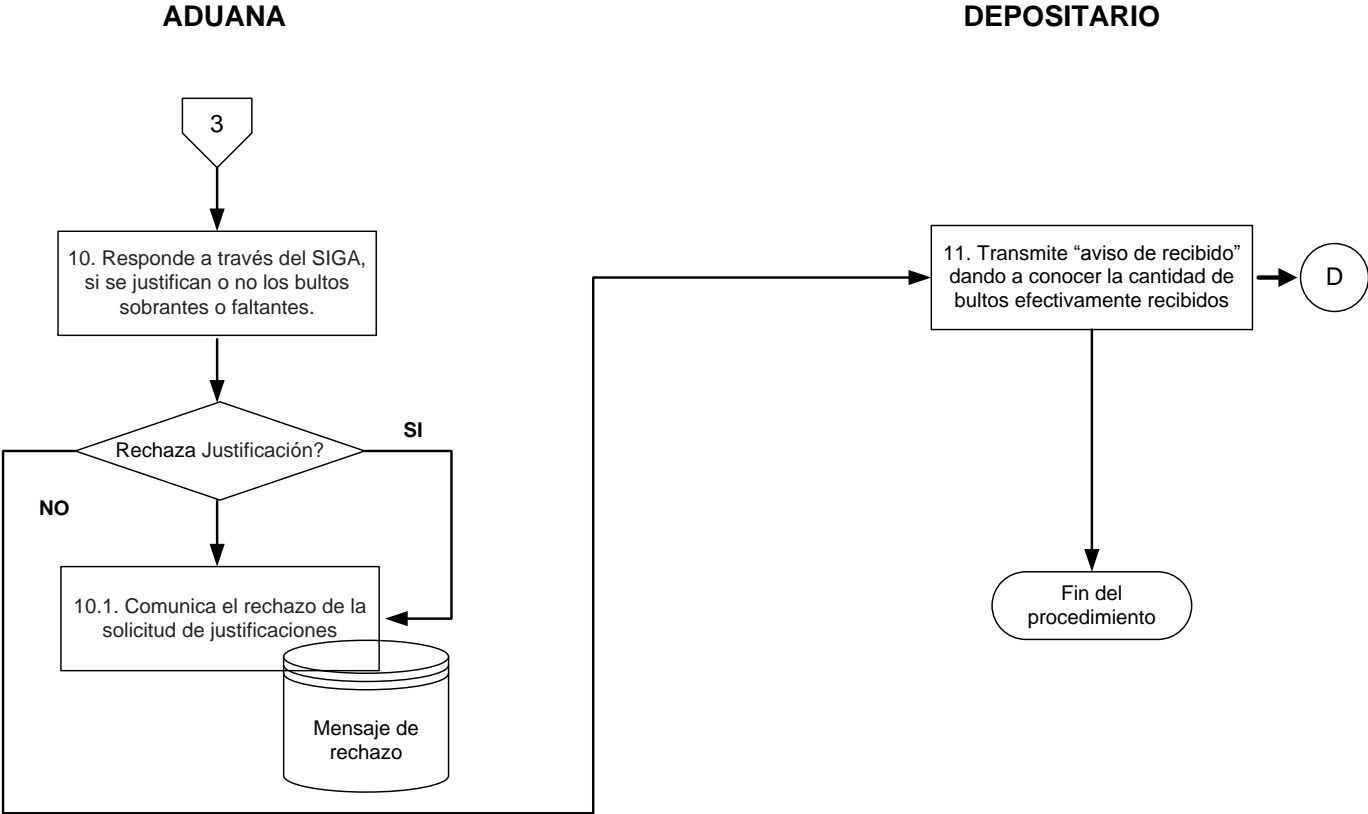 ADUANA
DEPOSITARIO
3
10. Responde a través del SIGA,
si se justifican o no los bultos
sobrantes o faltantes.
11. Transmite “aviso de recibido”
dando a conocer la cantidad de
bultos efectivamente recibidos
D
Rechaza Justificación?
SI
NO
10.1. Comunica el rechazo de la
solicitud de justificaciones
Fin del
procedimiento
Mensaje de
rechazo